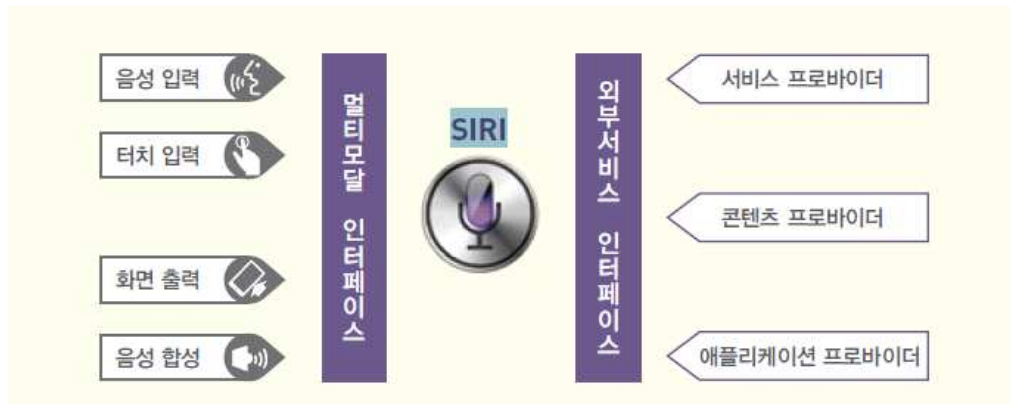 음성 입력
터치 입력
화면 출력
음성 합성
멀티모달 인터페이스
SIRI
외부서비스 인터페이스
서비스 프로바이더
콘텐츠 프로바이더
애플리케이션 프로바이더